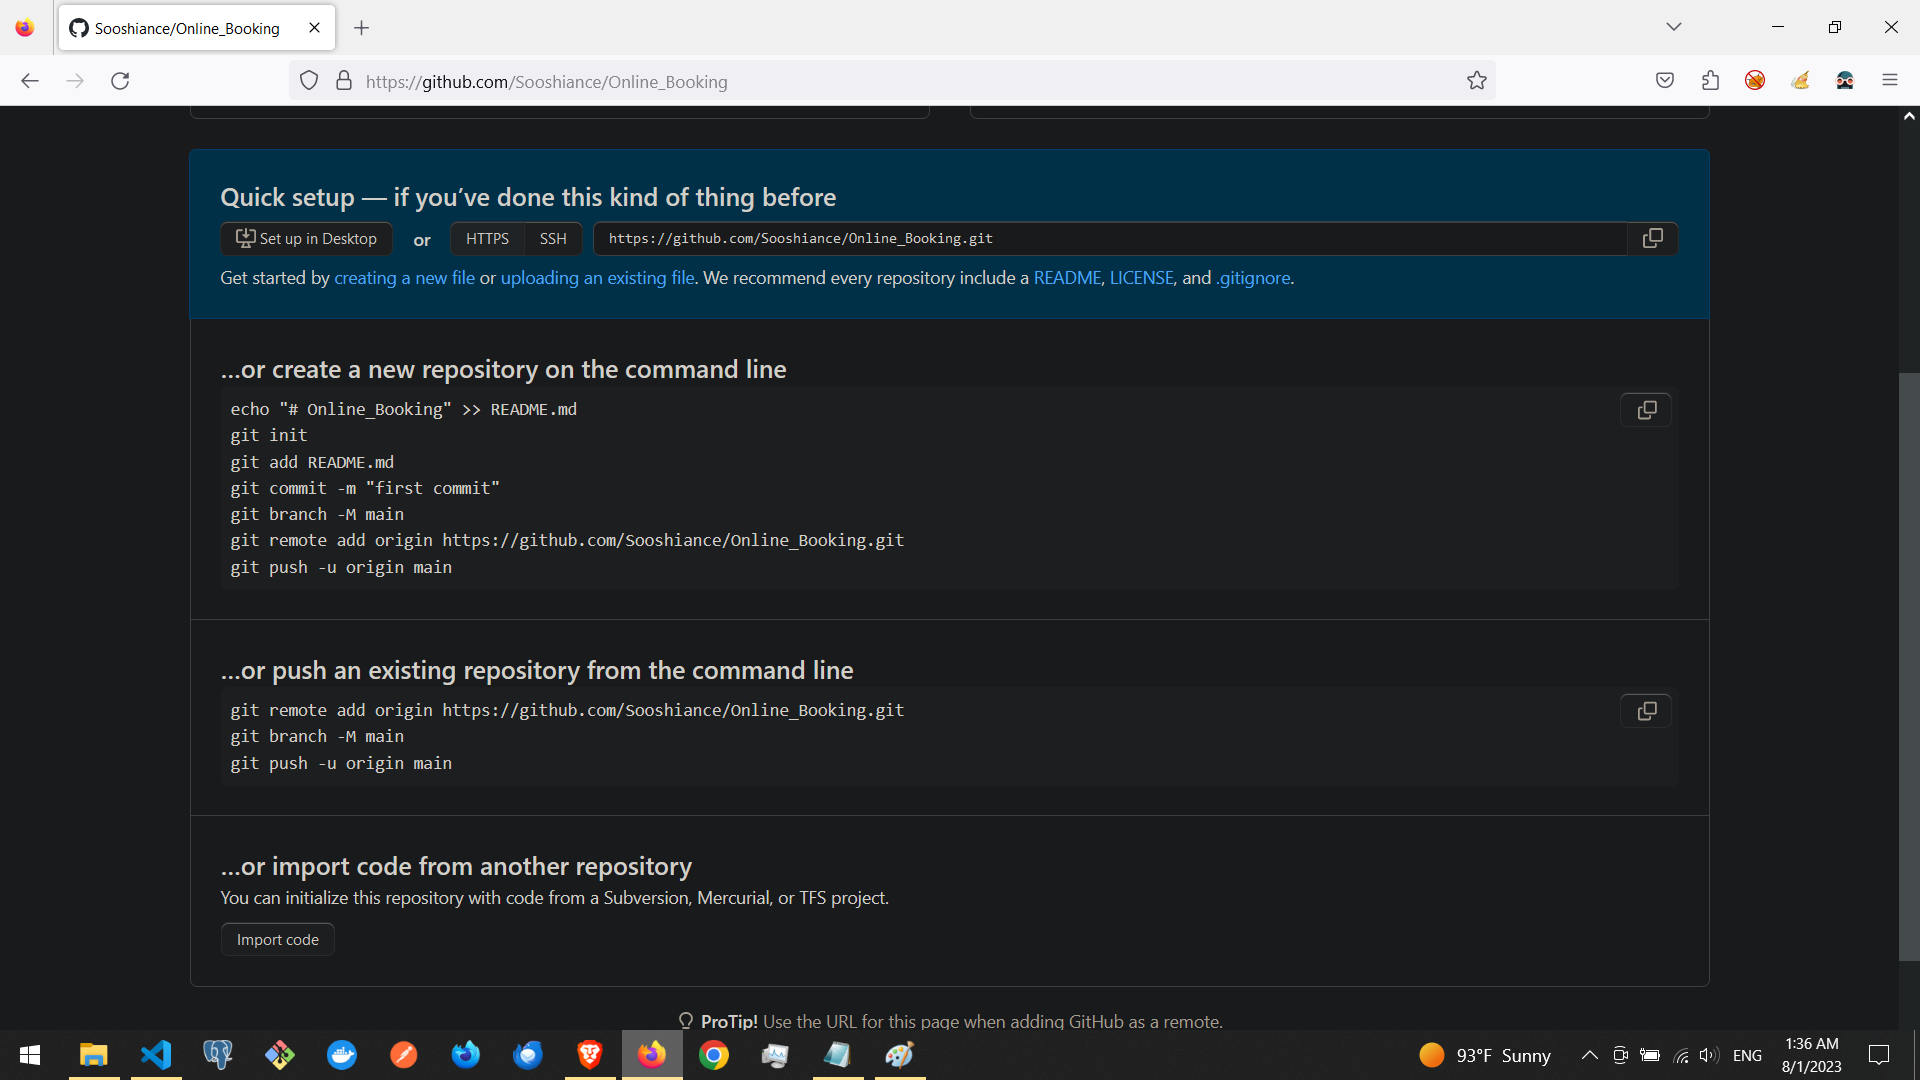 Sooshiance/Online_Booking
https://github.com/Sooshiance/Online_Booking
Quick setup — if you’ve done this kind of thing before
Set up in Desktop or HTTPS SSH https://github.com/Sooshiance/Online_Booking.git
Get started by creating a new file or uploading an existing file. We recommend every repository include a README, LICENSE, and .gitignore.
…or create a new repository on the command line
echo "# Online_Booking" >> README.md
git init
git add README.md
git commit -m "first commit"
git branch -M main
git remote add origin https://github.com/Sooshiance/Online_Booking.git
git push -u origin main
…or push an existing repository from the command line
git remote add origin https://github.com/Sooshiance/Online_Booking.git
git branch -M main
git push -u origin main
…or import code from another repository
You can initialize this repository with code from a Subversion, Mercurial, or TFS project.
Import code
ProTip! Use the URL for this page when adding GitHub as a remote.
93°F Sunny
ENG
1:36 AM
8/1/2023